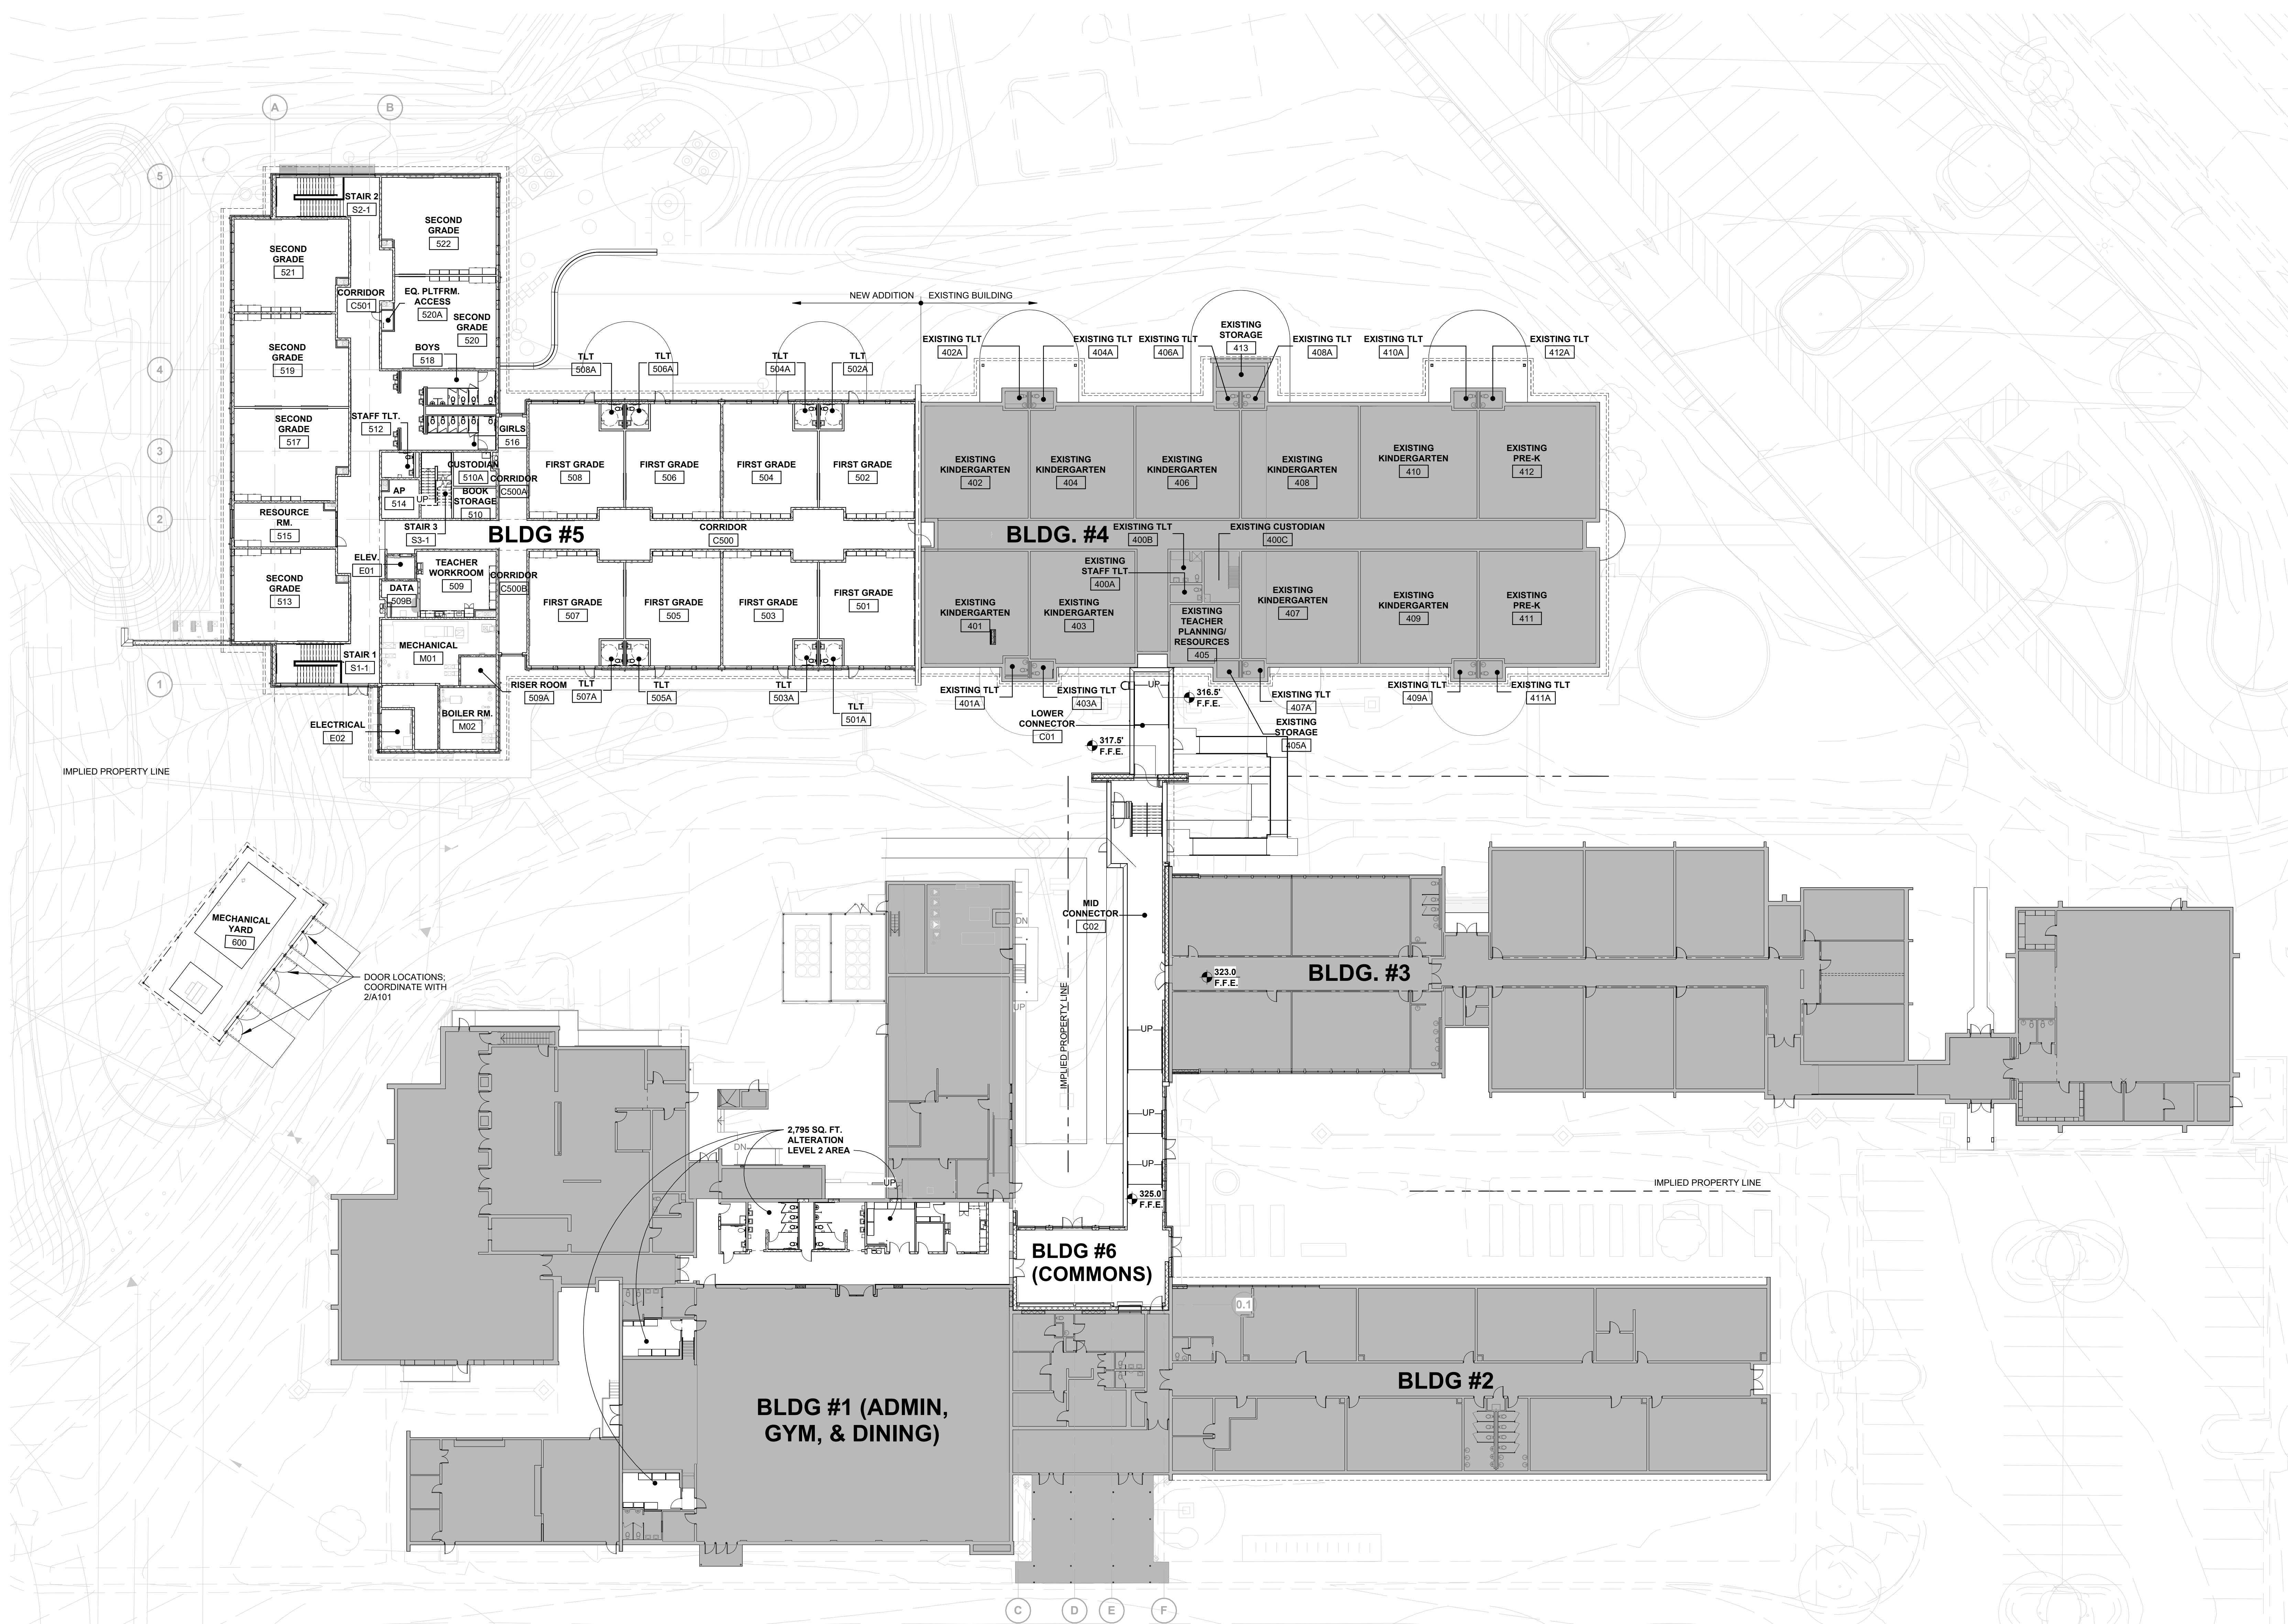 A
B
5
STAIR 2
S2-1
SECOND
GRADE
522
SECOND
GRADE
521
CORRIDOR
C501
EQ. PLTFRM.
ACCESS
520A
SECOND
GRADE
520
NEW ADDITION
EXISTING BUILDING
SECOND
GRADE
519
BOYS
518
4
TLT
508A
TLT
506A
TLT
504A
TLT
502A
EXISTING TLT
402A
EXISTING TLT
404A
EXISTING TLT
406A
EXISTING
STORAGE
413
EXISTING TLT
408A
EXISTING TLT
410A
EXISTING TLT
412A
STAFF TLT.
512
SECOND
GRADE
517
GIRLS
516
3
CUSTODIAN
510A
CORRIDOR
C500A
AP
514
UP
BOOK
STORAGE
510
FIRST GRADE
508
FIRST GRADE
506
FIRST GRADE
504
FIRST GRADE
502
EXISTING
KINDERGARTEN
402
EXISTING
KINDERGARTEN
404
EXISTING
KINDERGARTEN
406
EXISTING
KINDERGARTEN
408
EXISTING
KINDERGARTEN
410
EXISTING
PRE-K
412
2
RESOURCE
RM.
515
STAIR 3
S3-1
BLDG #5
CORRIDOR
C500
BLDG. #4
EXISTING TLT
400B
EXISTING CUSTODIAN
400C
ELEV.
E01
TEACHER
WORKROOM
509
CORRIDOR
C500B
DATA
509B
SECOND
GRADE
513
FIRST GRADE
507
FIRST GRADE
505
FIRST GRADE
503
FIRST GRADE
501
EXISTING
STAFF TLT
400A
EXISTING
KINDERGARTEN
401
EXISTING
KINDERGARTEN
403
EXISTING
TEACHER
PLANNING/
RESOURCES
405
EXISTING
KINDERGARTEN
407
EXISTING
KINDERGARTEN
409
EXISTING
PRE-K
411
MECHANICAL
M01
STAIR 1
S1-1
1
RISER ROOM
509A
TLT
507A
TLT
505A
TLT
503A
TLT
501A
EXISTING TLT
401A
EXISTING TLT
403A
UP
316.5'
F.F.E.
EXISTING TLT
407A
EXISTING TLT
409A
EXISTING TLT
411A
ELECTRICAL
E02
BOILER RM.
M02
LOWER
CONNECTOR
C01
EXISTING
STORAGE
405A
317.5'
F.F.E.
IMPLIED PROPERTY LINE
MECHANICAL
YARD
600
DOOR LOCATIONS;
COORDINATE WITH
2/A101
MID
CONNECTOR
C02
DN
UP
IMPLIED PROPERTY LINE
323.0
F.F.E.
BLDG. #3
UP
UP
UP
2,795 SQ. FT.
ALTERATION
LEVEL 2 AREA
DN
UP
325.0
F.F.E.
IMPLIED PROPERTY LINE
BLDG #6
(COMMONS)
0.1
BLDG #2
BLDG #1 (ADMIN,
GYM, & DINING)
C
D
E
F